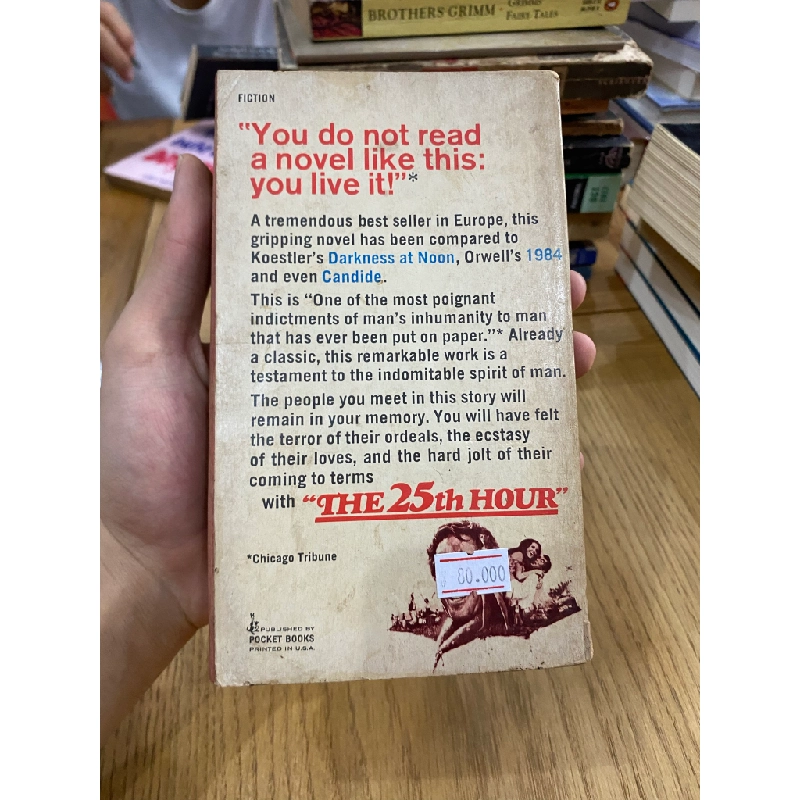 BROTHERS GRIMM
FAIRY TALES
FICTION
"You do not read
a novel like this:
you live it!"*
A tremendous best seller in Europe, this
gripping novel has been compared to
Koestler's Darkness at Noon, Orwell's 1984
and even Candide.
This is "One of the most poignant
indictments of man's inhumanity to man
that has ever been put on paper."* Already
a classic, this remarkable work is a
testament to the indomitable spirit of man.
The people you meet in this story will
remain in your memory. You will have felt
the terror of their ordeals, the ecstasy
of their loves, and the hard jolt of their
coming to terms
with "THE 25th HOUR"
*Chicago Tribune
80.000
PUBLISHED BY
POCKET BOOKS
PRINTED IN U.S.A.